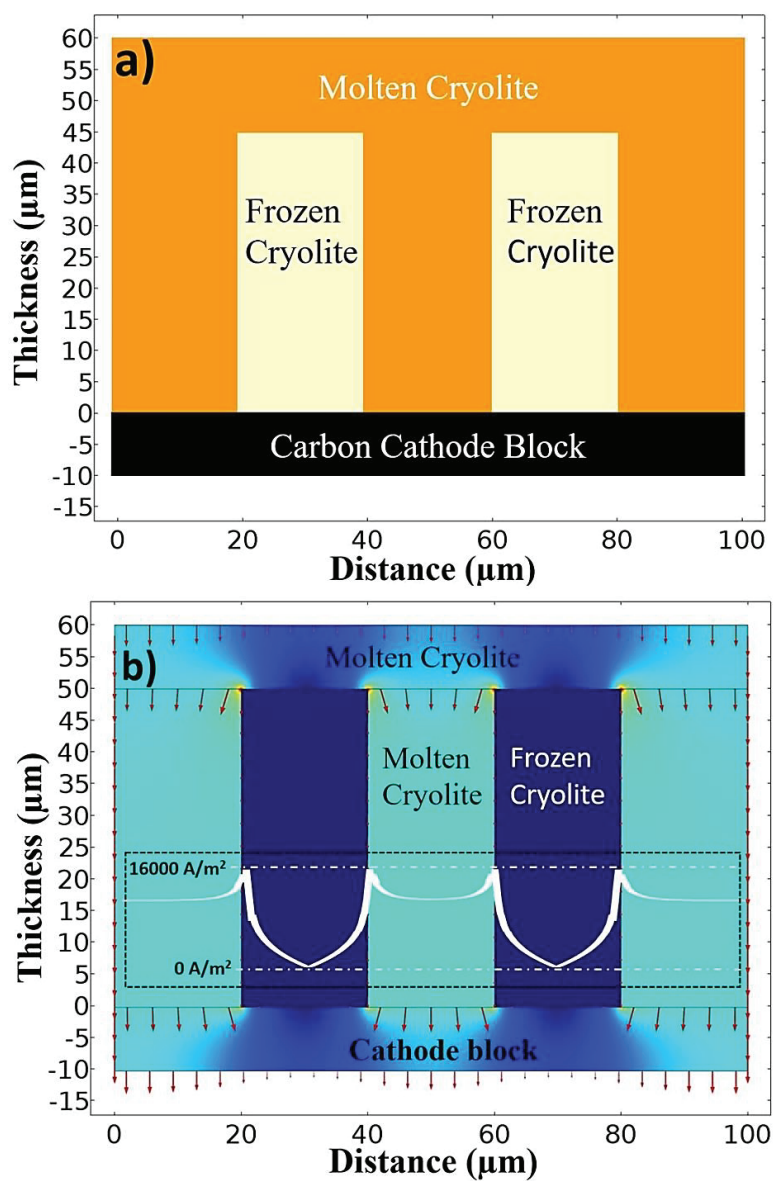 a)
Molten Cryolite
Frozen
Cryolite
Frozen
Cryolite
Carbon Cathode Block
Thickness (μm)
60
55
50
45
40
35
30
25
20
15
10
5
0
-5
-10
-15
0 20 40 60 80 100
Distance (μm)
b)
Molten Cryolite
Molten
Cryolite
Frozen
Cryolite
16000 A/m²
0 A/m²
Cathode block
Thickness (μm)
60
55
50
45
40
35
30
25
20
15
10
5
0
-5
-10
-15
0 20 40 60 80 100
Distance (μm)